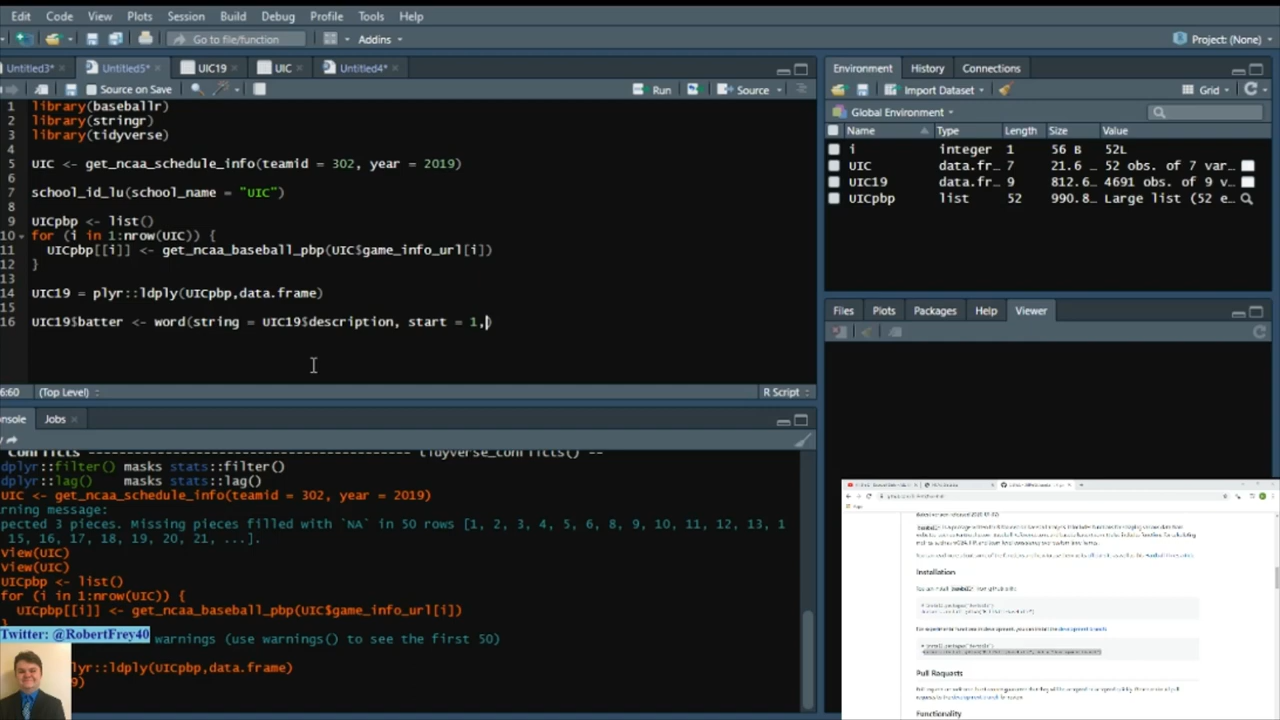 Edit Code View Plots Session Build Debug Profile Tools Help
Go to file/function Addins Project: (None)
Untitled3* Untitled5* UIC19 UIC Untitled4*
Source on Save Run Source
1 library(baseballr)
2 library(stringr)
3 library(tidyverse)
4
5 UIC <- get_ncaa_schedule_info(teamid = 302, year = 2019)
6
7 school_id_lu(school_name = "UIC")
8
9 UICpbp <- list()
10 for (i in 1:nrow(UIC)) {
11 UICpbp[[i]] <- get_ncaa_baseball_pbp(UIC$game_info_url[i])
12 }
13
14 UIC19 = plyr::ldply(UICpbp,data.frame)
15
16 UIC19$batter <- word(string = UIC19$description, start = 1,)
6:60 (Top Level) R Script
onsole Jobs
Conflicts ---------------------------------------- tidyverse_conflicts() --
dplyr::filter() masks stats::filter()
dplyr::lag() masks stats::lag()
UIC <- get_ncaa_schedule_info(teamid = 302, year = 2019)
rning message:
pected 3 pieces. Missing pieces filled with `NA` in 50 rows [1, 2, 3, 4, 5, 6, 8, 9, 10, 11, 12, 13, 1
15, 16, 17, 18, 19, 20, 21, ...].
View(UIC)
View(UIC)
UICpbp <- list()
for (i in 1:nrow(UIC)) {
UICpbp[[i]] <- get_ncaa_baseball_pbp(UIC$game_info_url[i])
Twitter: @RobertFrey40
warnings (use warnings() to see the first 50)
lyr::ldply(UICpbp,data.frame)
9)
Environment History Connections
Import Dataset Grid
Global Environment
Name Type Length Size Value
i integer 1 56 B 52L
UIC data.fr… 7 21.6 … 52 obs. of 7 var…
UIC19 data.fr… 9 812.6… 4691 obs. of 9 v…
UICpbp list 52 990.8… Large list (52 e…
Files Plots Packages Help Viewer
Installation
Pull Requests
Functionality